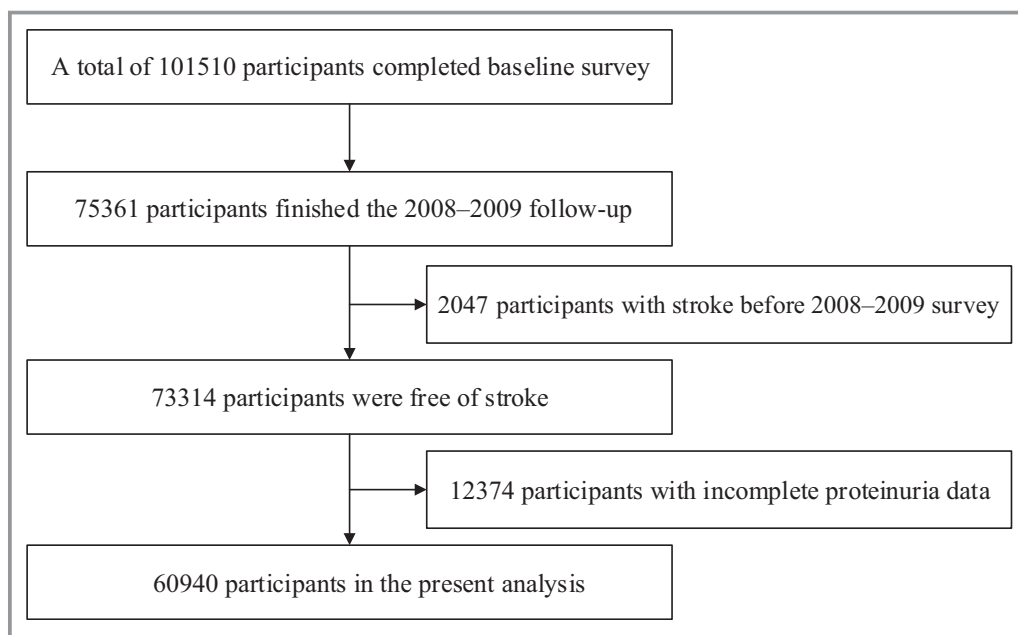 A total of 101510 participants completed baseline survey
75361 participants finished the 2008–2009 follow-up
2047 participants with stroke before 2008–2009 survey
73314 participants were free of stroke
12374 participants with incomplete proteinuria data
60940 participants in the present analysis